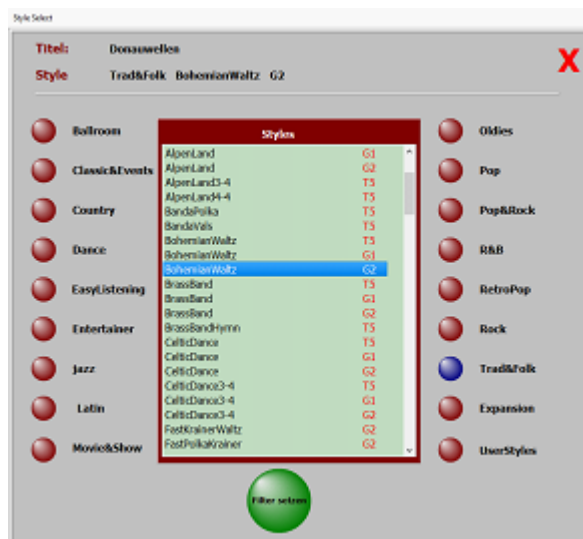 Style Select
Titel: Donauwellen
X
Style Trad&Folk BohemianWaltz G2
Ballroom
Classic&Events
Country
Dance
EasyListening
Entertainer
Jazz
Latin
Movie&Show
Styles
AlpenLand G1
AlpenLand G2
AlpenLand3-4 T5
AlpenLand4-4 T5
BandaPolka T5
BandaVals T5
BohemianWaltz T5
BohemianWaltz G1
BohemianWaltz G2
BrassBand T5
BrassBand G1
BrassBand G2
BrassBandHymn T5
CelticDance T5
CelticDance G1
CelticDance G2
CelticDance3-4 T5
CelticDance3-4 G1
CelticDance3-4 G2
FastKrainerWaltz G2
FastPolkaKrainer G2
Oldies
Pop
Pop&Rock
R&B
RetroPop
Rock
Trad&Folk
Expansion
UserStyles
Filter setzen